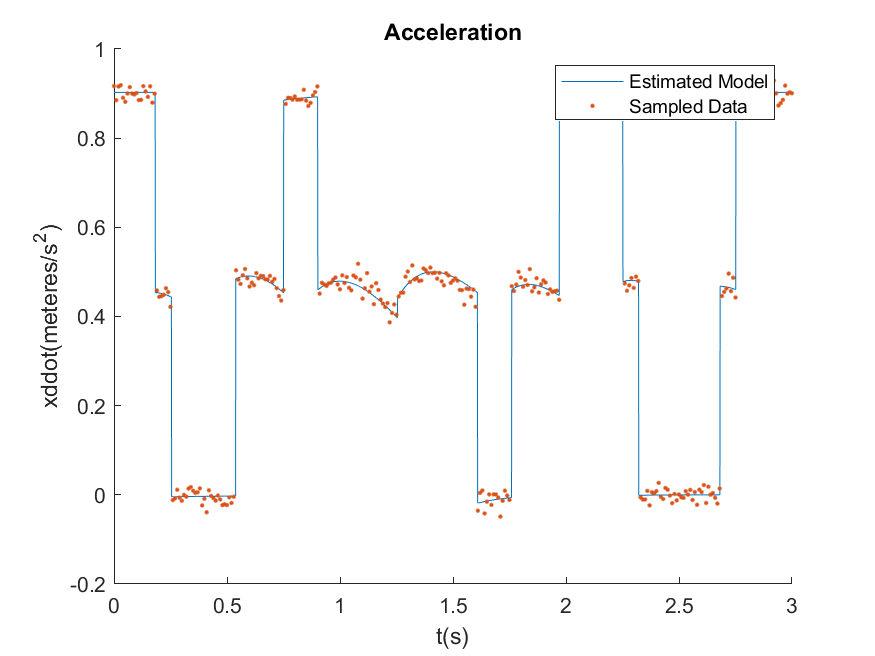 Acceleration
Estimated Model
Sampled Data
1
0.8
0.6
0.4
0.2
0
-0.2
xddot(meteres/s²)
0 0.5 1 1.5 2 2.5 3
t(s)